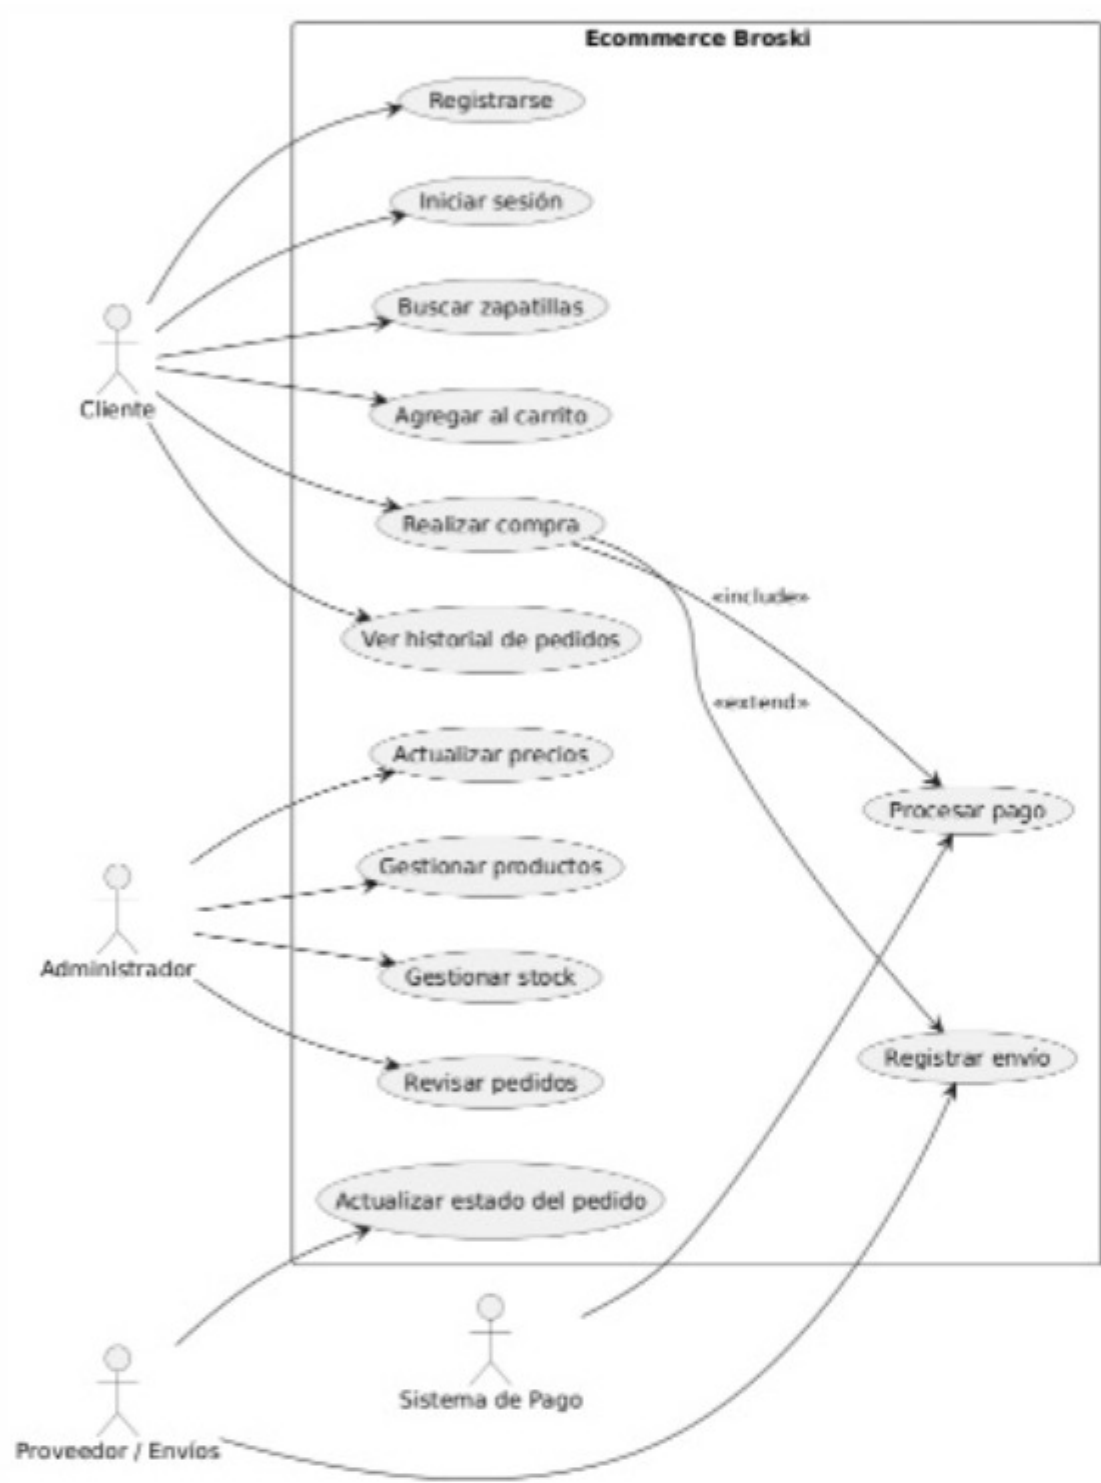 Ecommerce Broski
Registrarse
Iniciar sesión
Buscar zapatillas
Cliente
Agregar al carrito
Realizar compra
«include»
Ver historial de pedidos
«extend»
Actualizar precios
Procesar pago
Gestionar productos
Administrador
Gestionar stock
Registrar envío
Revisar pedidos
Actualizar estado del pedido
Sistema de Pago
Proveedor / Envíos